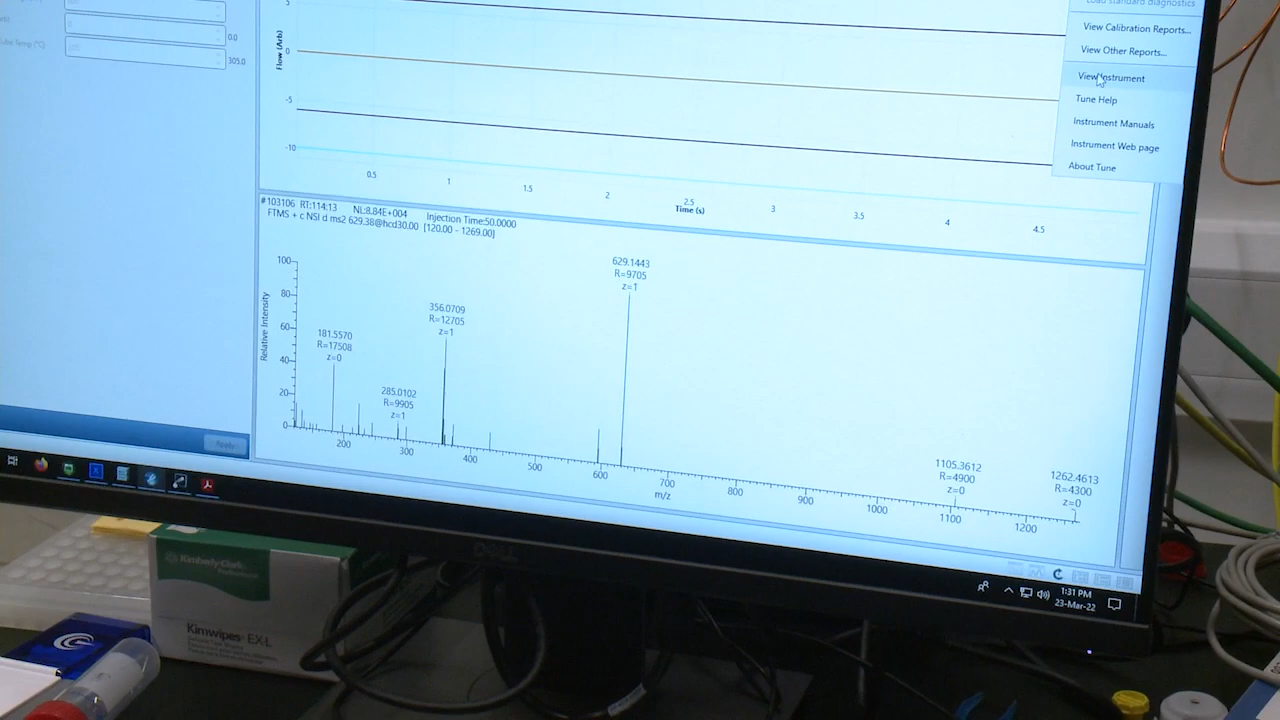 Load standard diagnostics
View Calibration Reports...
View Other Reports...
View Instrument
Tune Help
Instrument Manuals
Instrument Web page
About Tune
0.0
Tube Temp (°C)
305.0
Flow (Arb)
5
0
-5
-10
0.5
1
1.5
2
2.5
3
3.5
4
4.5
Time (s)
#103106 RT:114:13 NL:8.84E+004 Injection Time:50.0000
FTMS + c NSI d ms2 629.38@hcd30.00 [120.00 - 1269.00]
Relative Intensity
100
80
60
40
20
0
181.5570
R=17508
z=0
285.0102
R=9905
z=1
356.0709
R=12705
z=1
629.1443
R=9705
z=1
1105.3612
R=4900
z=0
1262.4613
R=4300
z=0
200
300
400
500
600
700
800
900
1000
1100
1200
m/z
Apply
1:31 PM
23-Mar-22
DELL
Kimberly-Clark
Professional
Kimwipes EX-L